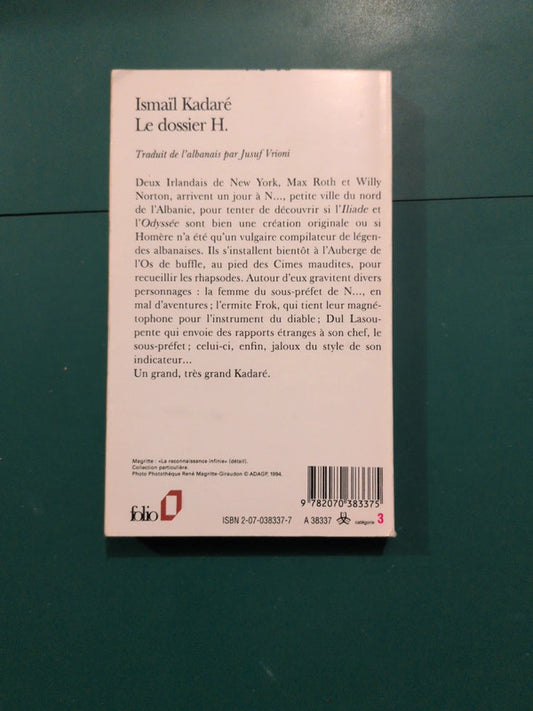 Ismaïl Kadaré
Le dossier H.
Traduit de l'albanais par Jusuf Vrioni
Deux Irlandais de New York, Max Roth et Willy
Norton, arrivent un jour à N..., petite ville du nord
de l'Albanie, pour tenter de découvrir si l'Iliade et
l'Odyssée sont bien une création originale ou si
Homère n'a été qu'un vulgaire compilateur de légen-
des albanaises. Ils s'installent bientôt à l'Auberge de
l'Os de buffle, au pied des Cimes maudites, pour
recueillir les rhapsodes. Autour d'eux gravitent divers
personnages : la femme du sous-préfet de N..., en
mal d'aventures ; l'ermite Frok, qui tient leur magné-
tophone pour l'instrument du diable ; Dul Lasou-
pente qui envoie des rapports étranges à son chef, le
sous-préfet ; celui-ci, enfin, jaloux du style de son
indicateur...
Un grand, très grand Kadaré.
Magritte : «La reconnaissance infinie» (détail).
Collection particulière.
Photo Photothèque René Magritte-Giraudon © ADAGP, 1994.
9 782070 383375
folio
ISBN 2-07-038337-7 A 38337 catégorie 3